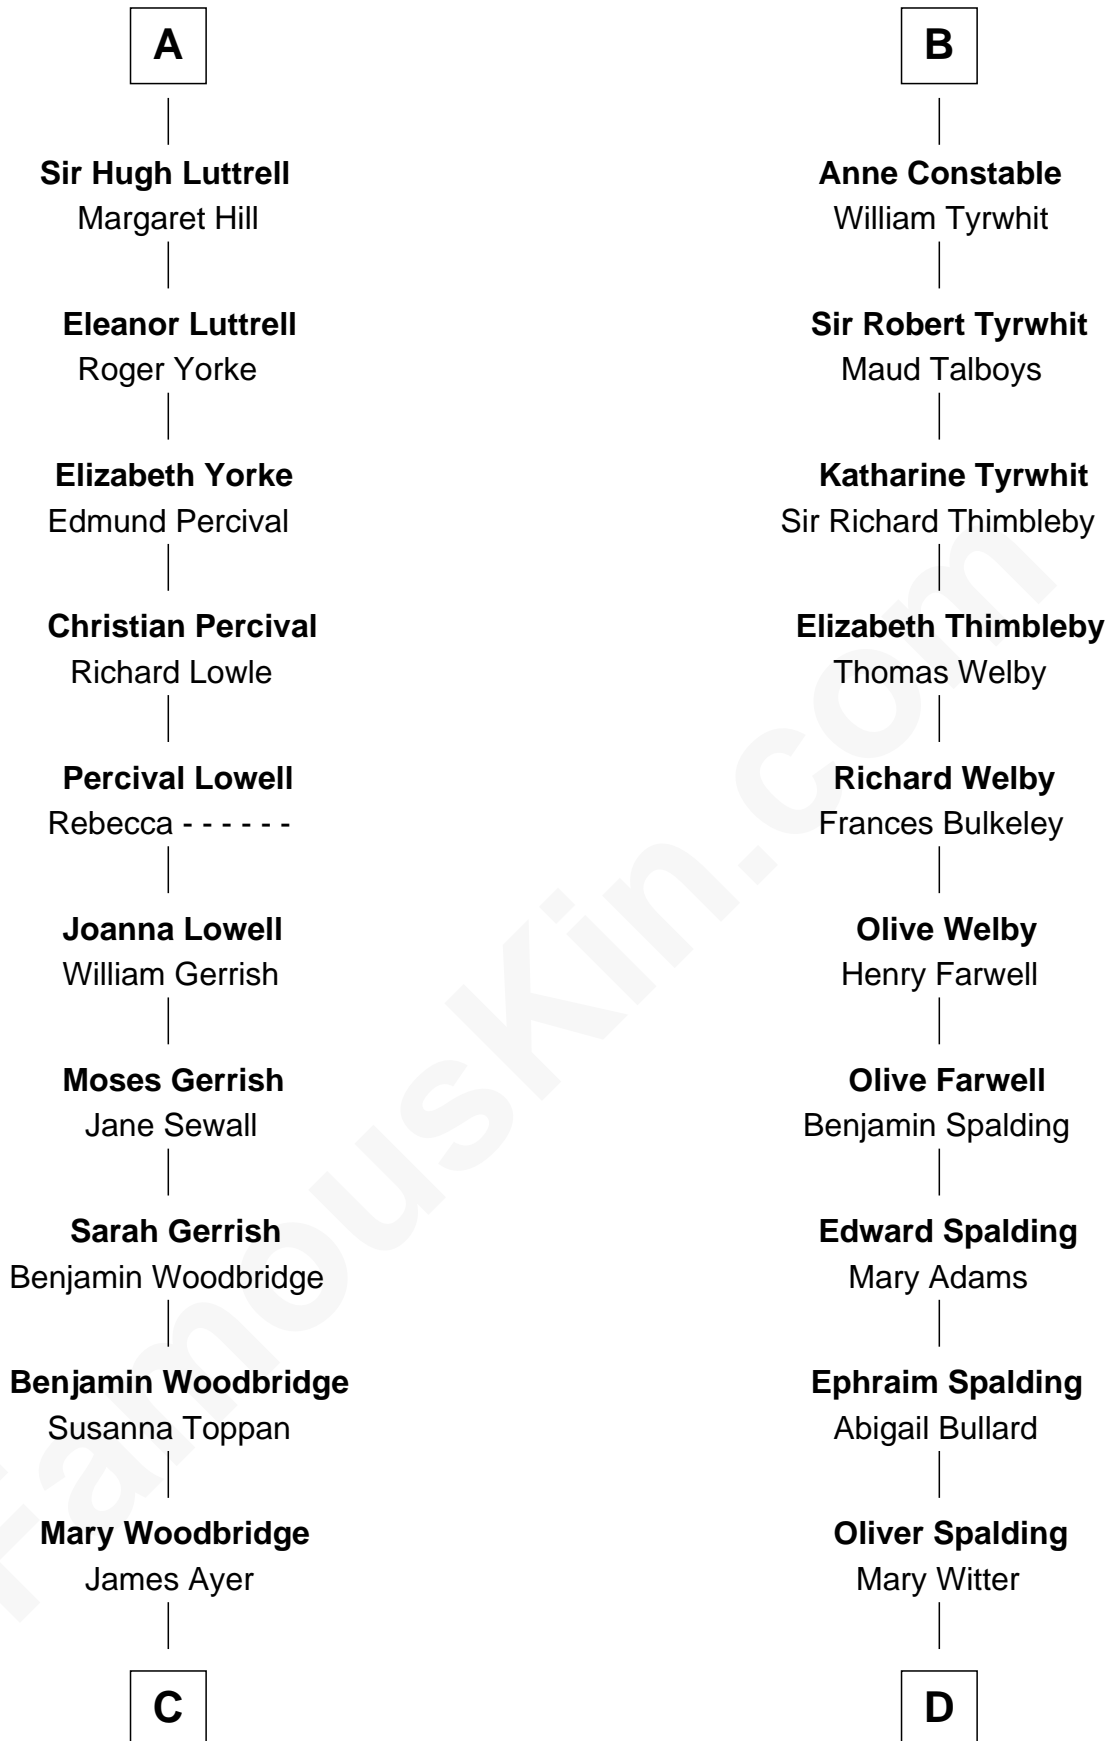 A
Sir Hugh Luttrell
Margaret Hill
Eleanor Luttrell
Roger Yorke
Elizabeth Yorke
Edmund Percival
Christian Percival
Richard Lowle
Percival Lowell
Rebecca - - - - - -
Joanna Lowell
William Gerrish
Moses Gerrish
Jane Sewall
Sarah Gerrish
Benjamin Woodbridge
Benjamin Woodbridge
Susanna Toppan
Mary Woodbridge
James Ayer
C
B
Anne Constable
William Tyrwhit
Sir Robert Tyrwhit
Maud Talboys
Katharine Tyrwhit
Sir Richard Thimbleby
Elizabeth Thimbleby
Thomas Welby
Richard Welby
Frances Bulkeley
Olive Welby
Henry Farwell
Olive Farwell
Benjamin Spalding
Edward Spalding
Mary Adams
Ephraim Spalding
Abigail Bullard
Oliver Spalding
Mary Witter
D
FamousKin.com